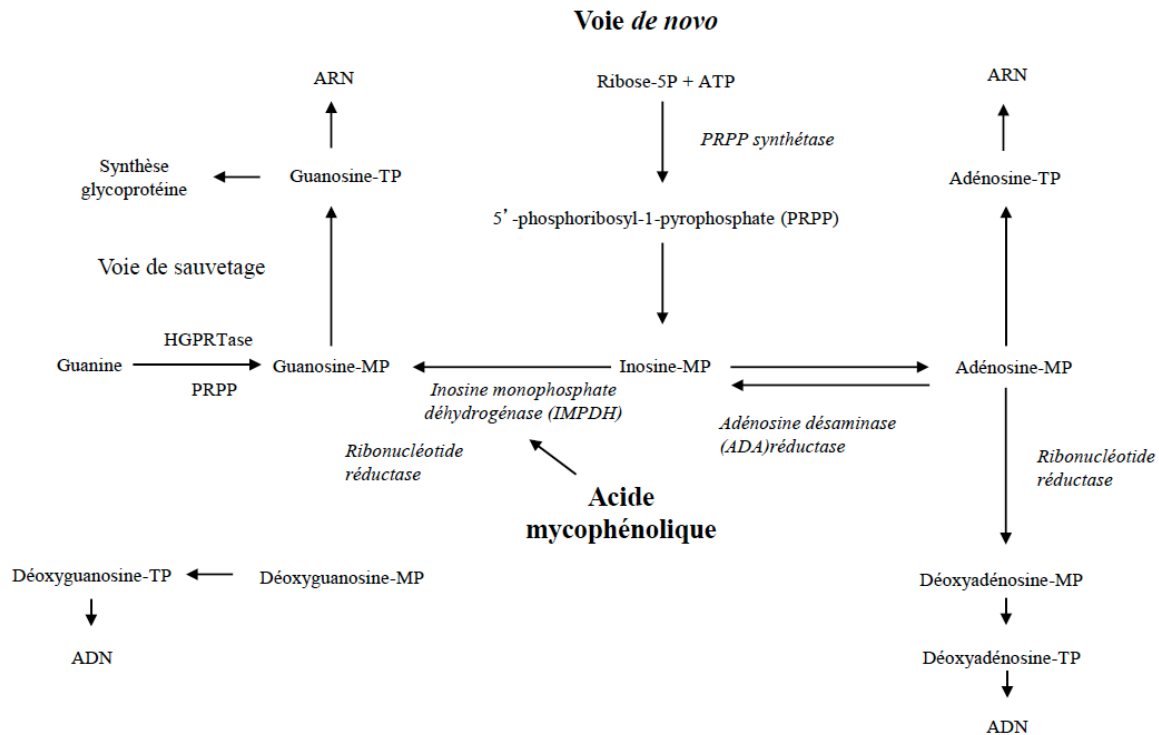 Voie de novo
ARN
Ribose-5P + ATP
ARN
PRPP synthétase
Synthèse
glycoprotéine
Guanosine-TP
Adénosine-TP
5’ -phosphoribosyl-1-pyrophosphate (PRPP)
Voie de sauvetage
HGPRTase
Guanine
PRPP
Guanosine-MP
Inosine-MP
Adénosine-MP
Inosine monophosphate
déhydrogénase (IMPDH)
Adénosine désaminase
(ADA)réductase
Ribonucléotide
réductase
Ribonucléotide
réductase
Acide
mycophénolique
Déoxyguanosine-TP
Déoxyguanosine-MP
Déoxyadénosine-MP
ADN
Déoxyadénosine-TP
ADN